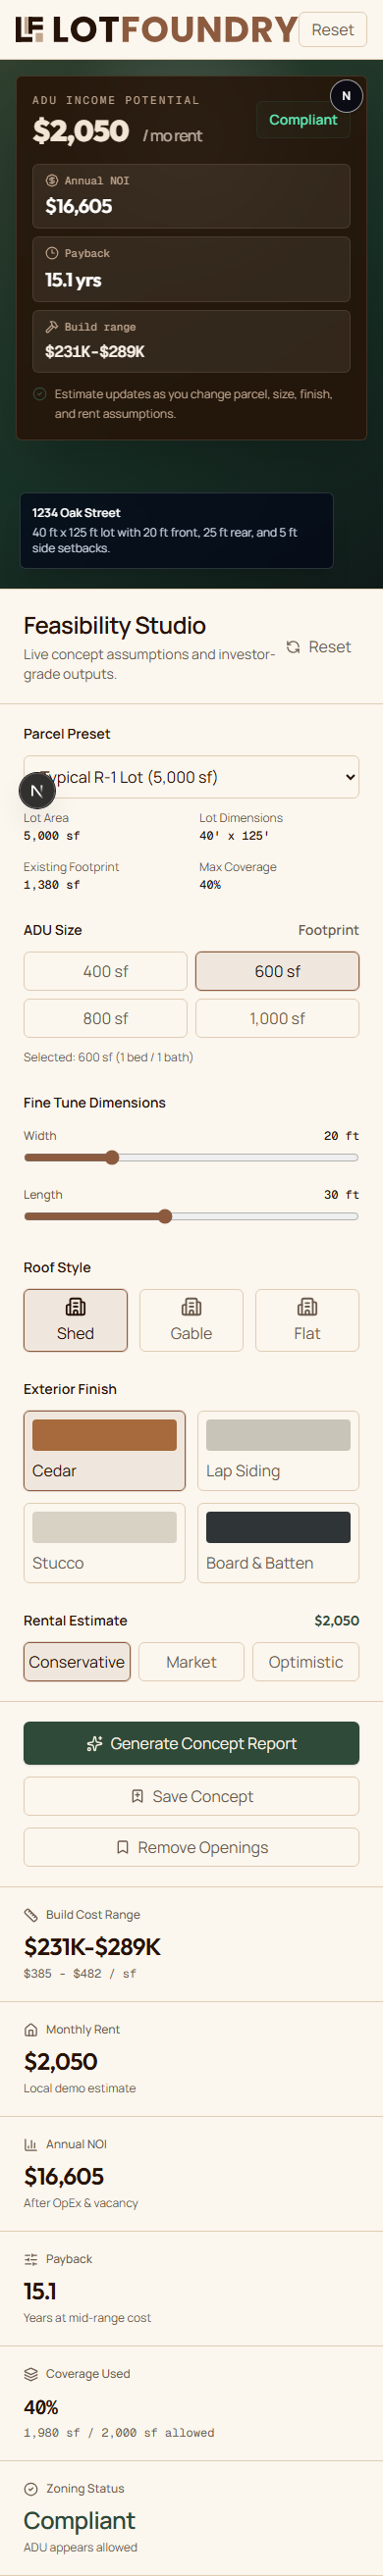 LF LOTFOUNDRY
Reset
N
ADU INCOME POTENTIAL
$2,050 / mo rent
Compliant
Annual NOI
$16,605
Payback
15.1 yrs
Build range
$231K-$289K
Estimate updates as you change parcel, size, finish,
and rent assumptions.
1234 Oak Street
40 ft x 125 ft lot with 20 ft front, 25 ft rear, and 5 ft
side setbacks.
Feasibility Studio
Live concept assumptions and investor-
grade outputs.
Reset
Parcel Preset
Typical R-1 Lot (5,000 sf)
N
Lot Area
5,000 sf
Lot Dimensions
40' x 125'
Existing Footprint
1,380 sf
Max Coverage
40%
ADU Size
Footprint
400 sf
600 sf
800 sf
1,000 sf
Selected: 600 sf (1 bed / 1 bath)
Fine Tune Dimensions
Width
20 ft
Length
30 ft
Roof Style
Shed
Gable
Flat
Exterior Finish
Cedar
Lap Siding
Stucco
Board & Batten
Rental Estimate
$2,050
Conservative
Market
Optimistic
Generate Concept Report
Save Concept
Remove Openings
Build Cost Range
$231K-$289K
$385 - $482 / sf
Monthly Rent
$2,050
Local demo estimate
Annual NOI
$16,605
After OpEx & vacancy
Payback
15.1
Years at mid-range cost
Coverage Used
40%
1,980 sf / 2,000 sf allowed
Zoning Status
Compliant
ADU appears allowed